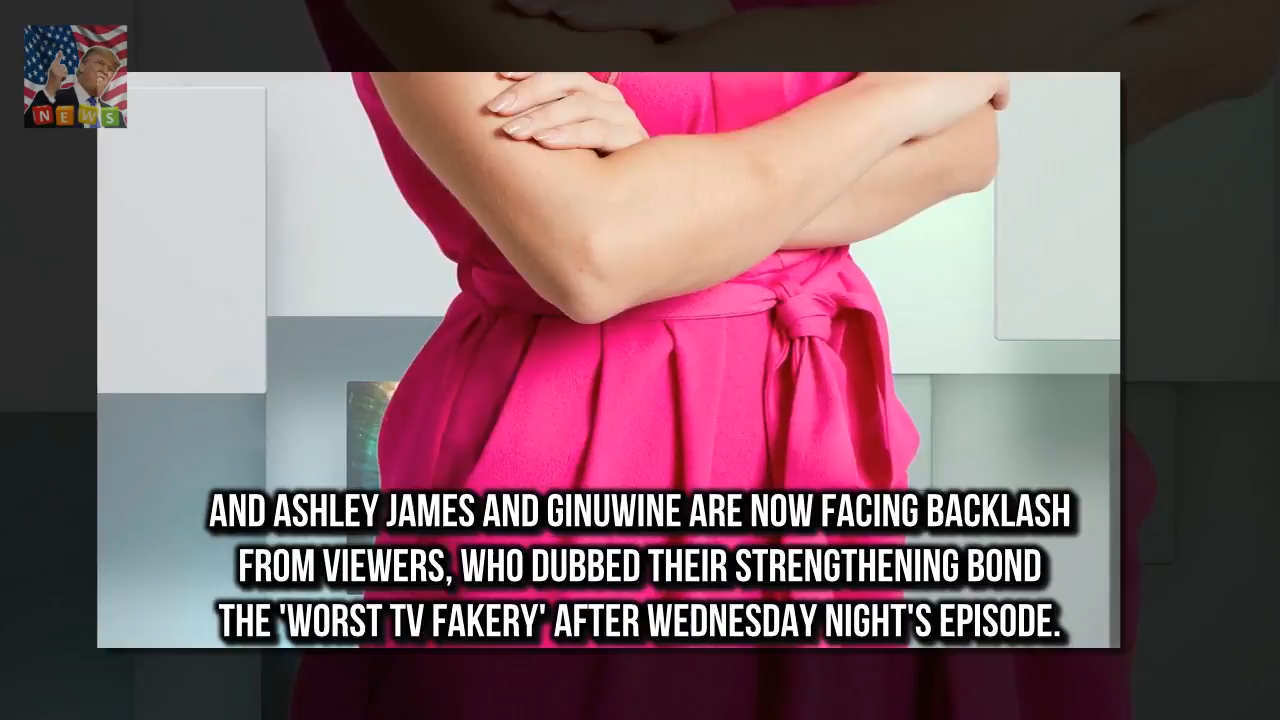 NEWS
AND ASHLEY JAMES AND GINUWINE ARE NOW FACING BACKLASH
FROM VIEWERS, WHO DUBBED THEIR STRENGTHENING BOND
THE 'WORST TV FAKERY' AFTER WEDNESDAY NIGHT'S EPISODE.